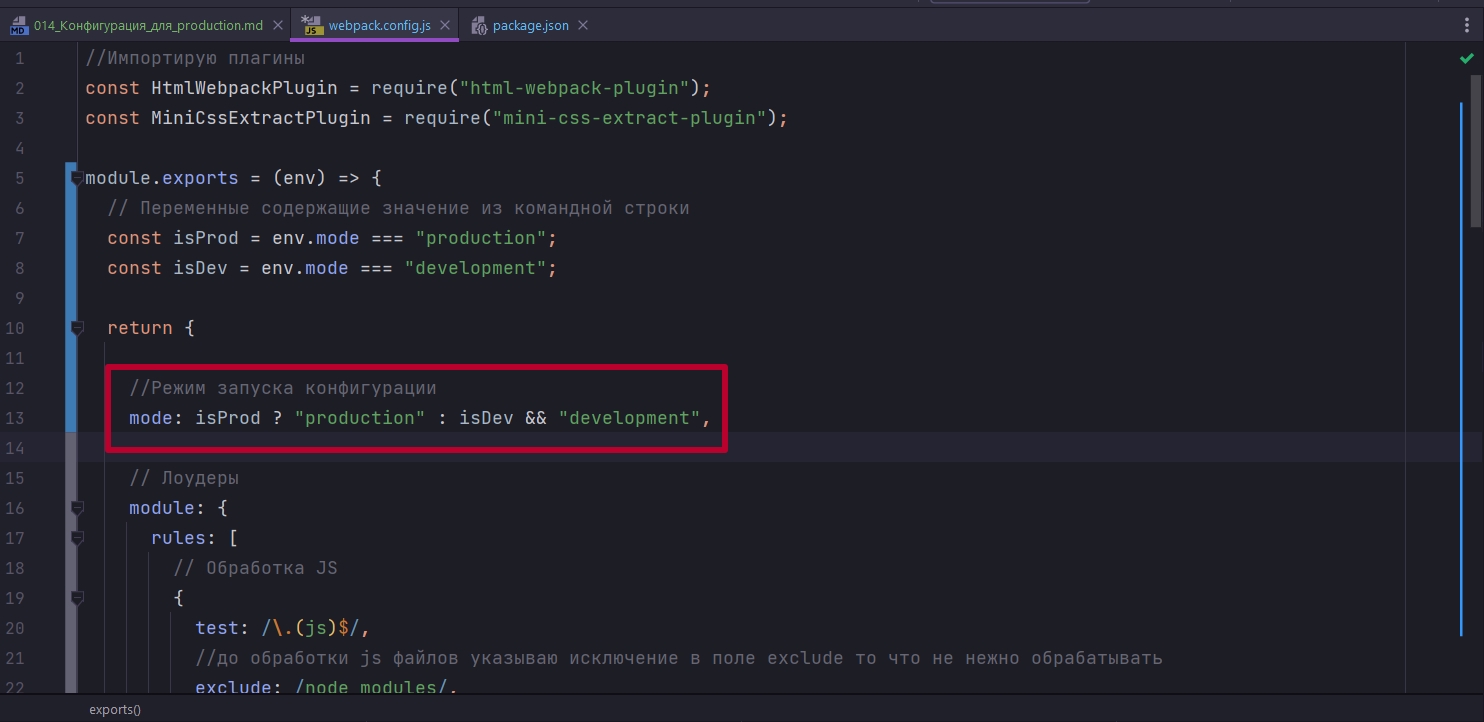 014_Конфигурация_для_production.md webpack.config.js package.json
1 //Импортирую плагины
2 const HtmlWebpackPlugin = require("html-webpack-plugin");
3 const MiniCssExtractPlugin = require("mini-css-extract-plugin");
4
5 module.exports = (env) => {
6 // Переменные содержащие значение из командной строки
7 const isProd = env.mode === "production";
8 const isDev = env.mode === "development";
9
10 return {
11
12 //Режим запуска конфигурации
13 mode: isProd ? "production" : isDev && "development",
14
15 // Лоудеры
16 module: {
17 rules: [
18 // Обработка JS
19 {
20 test: /\.(js)$/,
21 //до обработки js файлов указываю исключение в поле exclude то что не нежно обрабатывать
22 exclude: /node_modules/,
exports()